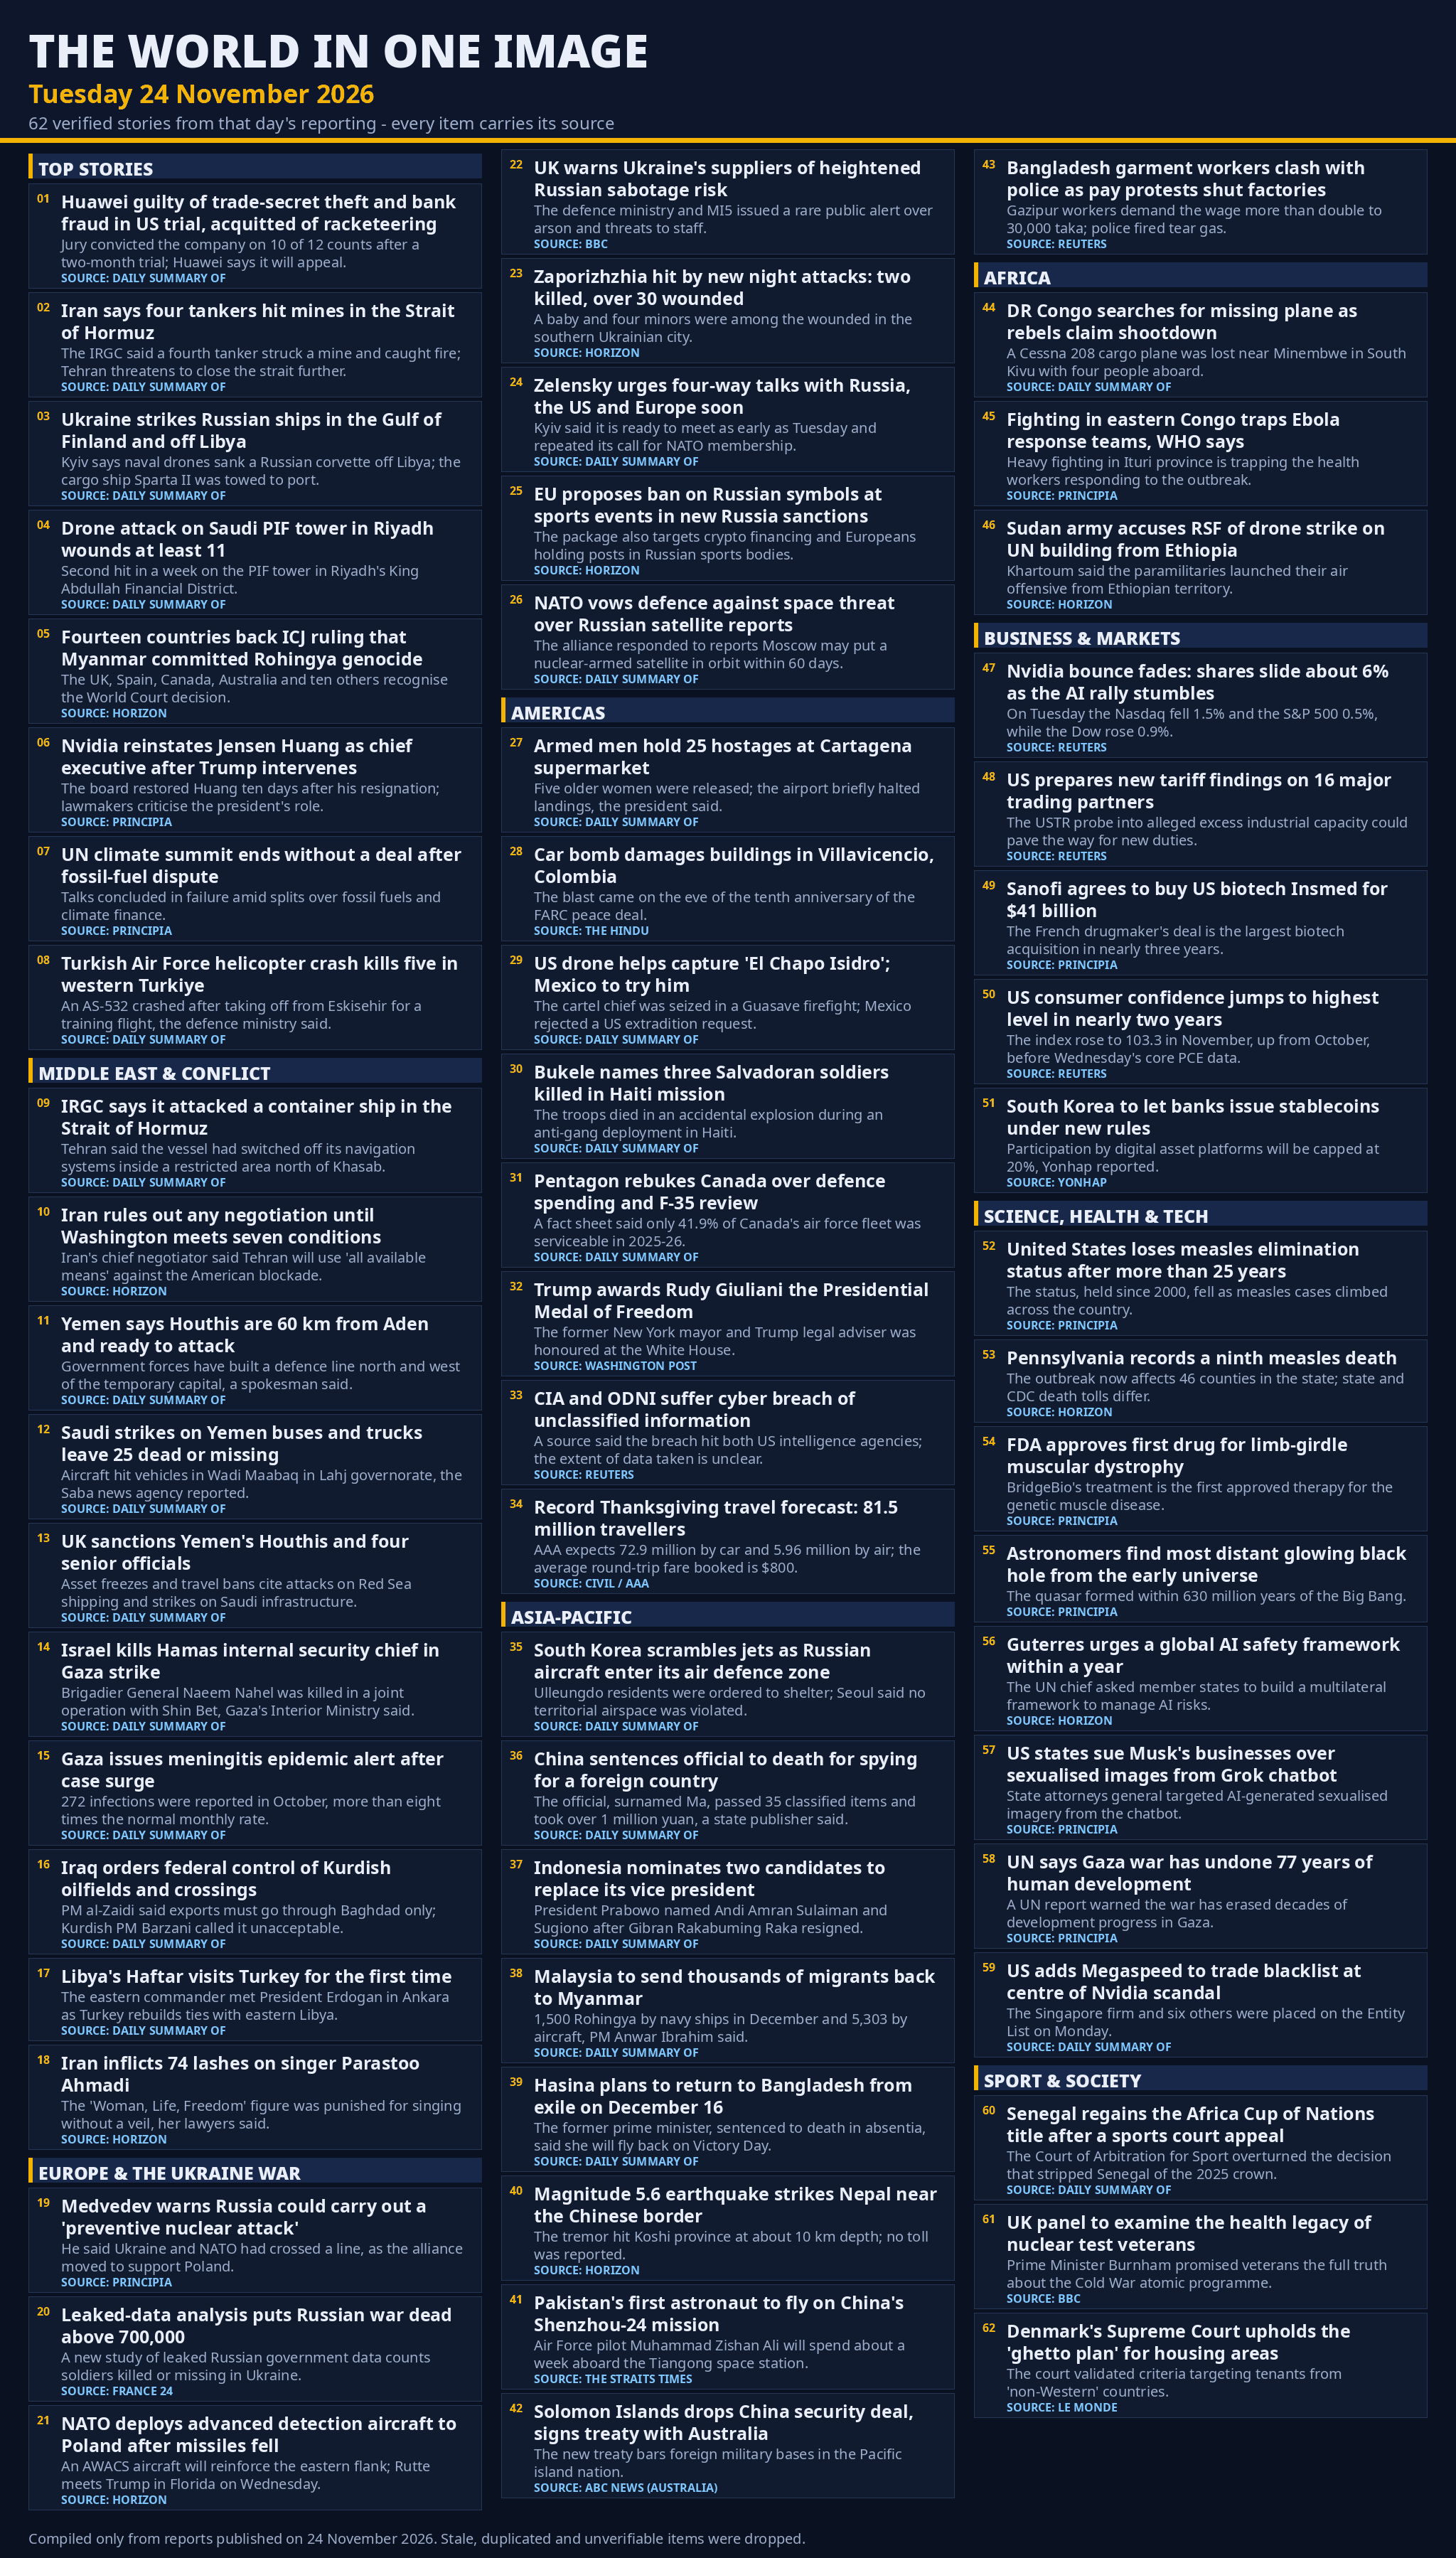 THE WORLD IN ONE IMAGE
Tuesday 24 November 2026
62 verified stories from that day's reporting - every item carries its source
TOP STORIES
01
Huawei guilty of trade-secret theft and bank
fraud in US trial, acquitted of racketeering
Jury convicted the company on 10 of 12 counts after a
two-month trial; Huawei says it will appeal.
SOURCE: DAILY SUMMARY OF
02
Iran says four tankers hit mines in the Strait
of Hormuz
The IRGC said a fourth tanker struck a mine and caught fire;
Tehran threatens to close the strait further.
SOURCE: DAILY SUMMARY OF
03
Ukraine strikes Russian ships in the Gulf of
Finland and off Libya
Kyiv says naval drones sank a Russian corvette off Libya; the
cargo ship Sparta II was towed to port.
SOURCE: DAILY SUMMARY OF
04
Drone attack on Saudi PIF tower in Riyadh
wounds at least 11
Second hit in a week on the PIF tower in Riyadh's King
Abdullah Financial District.
SOURCE: DAILY SUMMARY OF
05
Fourteen countries back ICJ ruling that
Myanmar committed Rohingya genocide
The UK, Spain, Canada, Australia and ten others recognise
the World Court decision.
SOURCE: HORIZON
06
Nvidia reinstates Jensen Huang as chief
executive after Trump intervenes
The board restored Huang ten days after his resignation;
lawmakers criticise the president's role.
SOURCE: PRINCIPIA
07
UN climate summit ends without a deal after
fossil-fuel dispute
Talks concluded in failure amid splits over fossil fuels and
climate finance.
SOURCE: PRINCIPIA
08
Turkish Air Force helicopter crash kills five in
western Turkiye
An AS-532 crashed after taking off from Eskisehir for a
training flight, the defence ministry said.
SOURCE: DAILY SUMMARY OF
MIDDLE EAST & CONFLICT
09
IRGC says it attacked a container ship in the
Strait of Hormuz
Tehran said the vessel had switched off its navigation
systems inside a restricted area north of Khasab.
SOURCE: DAILY SUMMARY OF
10
Iran rules out any negotiation until
Washington meets seven conditions
Iran's chief negotiator said Tehran will use 'all available
means' against the American blockade.
SOURCE: HORIZON
11
Yemen says Houthis are 60 km from Aden
and ready to attack
Government forces have built a defence line north and west
of the temporary capital, a spokesman said.
SOURCE: DAILY SUMMARY OF
12
Saudi strikes on Yemen buses and trucks
leave 25 dead or missing
Aircraft hit vehicles in Wadi Maabaq in Lahj governorate, the
Saba news agency reported.
SOURCE: DAILY SUMMARY OF
13
UK sanctions Yemen's Houthis and four
senior officials
Asset freezes and travel bans cite attacks on Red Sea
shipping and strikes on Saudi infrastructure.
SOURCE: DAILY SUMMARY OF
14
Israel kills Hamas internal security chief in
Gaza strike
Brigadier General Naeem Nahel was killed in a joint
operation with Shin Bet, Gaza's Interior Ministry said.
SOURCE: DAILY SUMMARY OF
15
Gaza issues meningitis epidemic alert after
case surge
272 infections were reported in October, more than eight
times the normal monthly rate.
SOURCE: DAILY SUMMARY OF
16
Iraq orders federal control of Kurdish
oilfields and crossings
PM al-Zaidi said exports must go through Baghdad only;
Kurdish PM Barzani called it unacceptable.
SOURCE: DAILY SUMMARY OF
17
Libya's Haftar visits Turkey for the first time
The eastern commander met President Erdogan in Ankara
as Turkey rebuilds ties with eastern Libya.
SOURCE: DAILY SUMMARY OF
18
Iran inflicts 74 lashes on singer Parastoo
Ahmadi
The 'Woman, Life, Freedom' figure was punished for singing
without a veil, her lawyers said.
SOURCE: HORIZON
EUROPE & THE UKRAINE WAR
19
Medvedev warns Russia could carry out a
'preventive nuclear attack'
He said Ukraine and NATO had crossed a line, as the alliance
moved to support Poland.
SOURCE: PRINCIPIA
20
Leaked-data analysis puts Russian war dead
above 700,000
A new study of leaked Russian government data counts
soldiers killed or missing in Ukraine.
SOURCE: FRANCE 24
21
NATO deploys advanced detection aircraft to
Poland after missiles fell
An AWACS aircraft will reinforce the eastern flank; Rutte
meets Trump in Florida on Wednesday.
SOURCE: HORIZON
22
UK warns Ukraine's suppliers of heightened
Russian sabotage risk
The defence ministry and MI5 issued a rare public alert over
arson and threats to staff.
SOURCE: BBC
23
Zaporizhzhia hit by new night attacks: two
killed, over 30 wounded
A baby and four minors were among the wounded in the
southern Ukrainian city.
SOURCE: HORIZON
24
Zelensky urges four-way talks with Russia,
the US and Europe soon
Kyiv said it is ready to meet as early as Tuesday and
repeated its call for NATO membership.
SOURCE: DAILY SUMMARY OF
25
EU proposes ban on Russian symbols at
sports events in new Russia sanctions
The package also targets crypto financing and Europeans
holding posts in Russian sports bodies.
SOURCE: HORIZON
26
NATO vows defence against space threat
over Russian satellite reports
The alliance responded to reports Moscow may put a
nuclear-armed satellite in orbit within 60 days.
SOURCE: DAILY SUMMARY OF
AMERICAS
27
Armed men hold 25 hostages at Cartagena
supermarket
Five older women were released; the airport briefly halted
landings, the president said.
SOURCE: DAILY SUMMARY OF
28
Car bomb damages buildings in Villavicencio,
Colombia
The blast came on the eve of the tenth anniversary of the
FARC peace deal.
SOURCE: THE HINDU
29
US drone helps capture 'El Chapo Isidro';
Mexico to try him
The cartel chief was seized in a Guasave firefight; Mexico
rejected a US extradition request.
SOURCE: DAILY SUMMARY OF
30
Bukele names three Salvadoran soldiers
killed in Haiti mission
The troops died in an accidental explosion during an
anti-gang deployment in Haiti.
SOURCE: DAILY SUMMARY OF
31
Pentagon rebukes Canada over defence
spending and F-35 review
A fact sheet said only 41.9% of Canada's air force fleet was
serviceable in 2025-26.
SOURCE: DAILY SUMMARY OF
32
Trump awards Rudy Giuliani the Presidential
Medal of Freedom
The former New York mayor and Trump legal adviser was
honoured at the White House.
SOURCE: WASHINGTON POST
33
CIA and ODNI suffer cyber breach of
unclassified information
A source said the breach hit both US intelligence agencies;
the extent of data taken is unclear.
SOURCE: REUTERS
34
Record Thanksgiving travel forecast: 81.5
million travellers
AAA expects 72.9 million by car and 5.96 million by air; the
average round-trip fare booked is $800.
SOURCE: CIVIL / AAA
ASIA-PACIFIC
35
South Korea scrambles jets as Russian
aircraft enter its air defence zone
Ulleungdo residents were ordered to shelter; Seoul said no
territorial airspace was violated.
SOURCE: DAILY SUMMARY OF
36
China sentences official to death for spying
for a foreign country
The official, surnamed Ma, passed 35 classified items and
took over 1 million yuan, a state publisher said.
SOURCE: DAILY SUMMARY OF
37
Indonesia nominates two candidates to
replace its vice president
President Prabowo named Andi Amran Sulaiman and
Sugiono after Gibran Rakabuming Raka resigned.
SOURCE: DAILY SUMMARY OF
38
Malaysia to send thousands of migrants back
to Myanmar
1,500 Rohingya by navy ships in December and 5,303 by
aircraft, PM Anwar Ibrahim said.
SOURCE: DAILY SUMMARY OF
39
Hasina plans to return to Bangladesh from
exile on December 16
The former prime minister, sentenced to death in absentia,
said she will fly back on Victory Day.
SOURCE: DAILY SUMMARY OF
40
Magnitude 5.6 earthquake strikes Nepal near
the Chinese border
The tremor hit Koshi province at about 10 km depth; no toll
was reported.
SOURCE: HORIZON
41
Pakistan's first astronaut to fly on China's
Shenzhou-24 mission
Air Force pilot Muhammad Zishan Ali will spend about a
week aboard the Tiangong space station.
SOURCE: THE STRAITS TIMES
42
Solomon Islands drops China security deal,
signs treaty with Australia
The new treaty bars foreign military bases in the Pacific
island nation.
SOURCE: ABC NEWS (AUSTRALIA)
43
Bangladesh garment workers clash with
police as pay protests shut factories
Gazipur workers demand the wage more than double to
30,000 taka; police fired tear gas.
SOURCE: REUTERS
AFRICA
44
DR Congo searches for missing plane as
rebels claim shootdown
A Cessna 208 cargo plane was lost near Minembwe in South
Kivu with four people aboard.
SOURCE: DAILY SUMMARY OF
45
Fighting in eastern Congo traps Ebola
response teams, WHO says
Heavy fighting in Ituri province is trapping the health
workers responding to the outbreak.
SOURCE: PRINCIPIA
46
Sudan army accuses RSF of drone strike on
UN building from Ethiopia
Khartoum said the paramilitaries launched their air
offensive from Ethiopian territory.
SOURCE: HORIZON
BUSINESS & MARKETS
47
Nvidia bounce fades: shares slide about 6%
as the AI rally stumbles
On Tuesday the Nasdaq fell 1.5% and the S&P 500 0.5%,
while the Dow rose 0.9%.
SOURCE: REUTERS
48
US prepares new tariff findings on 16 major
trading partners
The USTR probe into alleged excess industrial capacity could
pave the way for new duties.
SOURCE: REUTERS
49
Sanofi agrees to buy US biotech Insmed for
$41 billion
The French drugmaker's deal is the largest biotech
acquisition in nearly three years.
SOURCE: PRINCIPIA
50
US consumer confidence jumps to highest
level in nearly two years
The index rose to 103.3 in November, up from October,
before Wednesday's core PCE data.
SOURCE: REUTERS
51
South Korea to let banks issue stablecoins
under new rules
Participation by digital asset platforms will be capped at
20%, Yonhap reported.
SOURCE: YONHAP
SCIENCE, HEALTH & TECH
52
United States loses measles elimination
status after more than 25 years
The status, held since 2000, fell as measles cases climbed
across the country.
SOURCE: PRINCIPIA
53
Pennsylvania records a ninth measles death
The outbreak now affects 46 counties in the state; state and
CDC death tolls differ.
SOURCE: HORIZON
54
FDA approves first drug for limb-girdle
muscular dystrophy
BridgeBio's treatment is the first approved therapy for the
genetic muscle disease.
SOURCE: PRINCIPIA
55
Astronomers find most distant glowing black
hole from the early universe
The quasar formed within 630 million years of the Big Bang.
SOURCE: PRINCIPIA
56
Guterres urges a global AI safety framework
within a year
The UN chief asked member states to build a multilateral
framework to manage AI risks.
SOURCE: HORIZON
57
US states sue Musk's businesses over
sexualised images from Grok chatbot
State attorneys general targeted AI-generated sexualised
imagery from the chatbot.
SOURCE: PRINCIPIA
58
UN says Gaza war has undone 77 years of
human development
A UN report warned the war has erased decades of
development progress in Gaza.
SOURCE: PRINCIPIA
59
US adds Megaspeed to trade blacklist at
centre of Nvidia scandal
The Singapore firm and six others were placed on the Entity
List on Monday.
SOURCE: DAILY SUMMARY OF
SPORT & SOCIETY
60
Senegal regains the Africa Cup of Nations
title after a sports court appeal
The Court of Arbitration for Sport overturned the decision
that stripped Senegal of the 2025 crown.
SOURCE: DAILY SUMMARY OF
61
UK panel to examine the health legacy of
nuclear test veterans
Prime Minister Burnham promised veterans the full truth
about the Cold War atomic programme.
SOURCE: BBC
62
Denmark's Supreme Court upholds the
'ghetto plan' for housing areas
The court validated criteria targeting tenants from
'non-Western' countries.
SOURCE: LE MONDE
Compiled only from reports published on 24 November 2026. Stale, duplicated and unverifiable items were dropped.